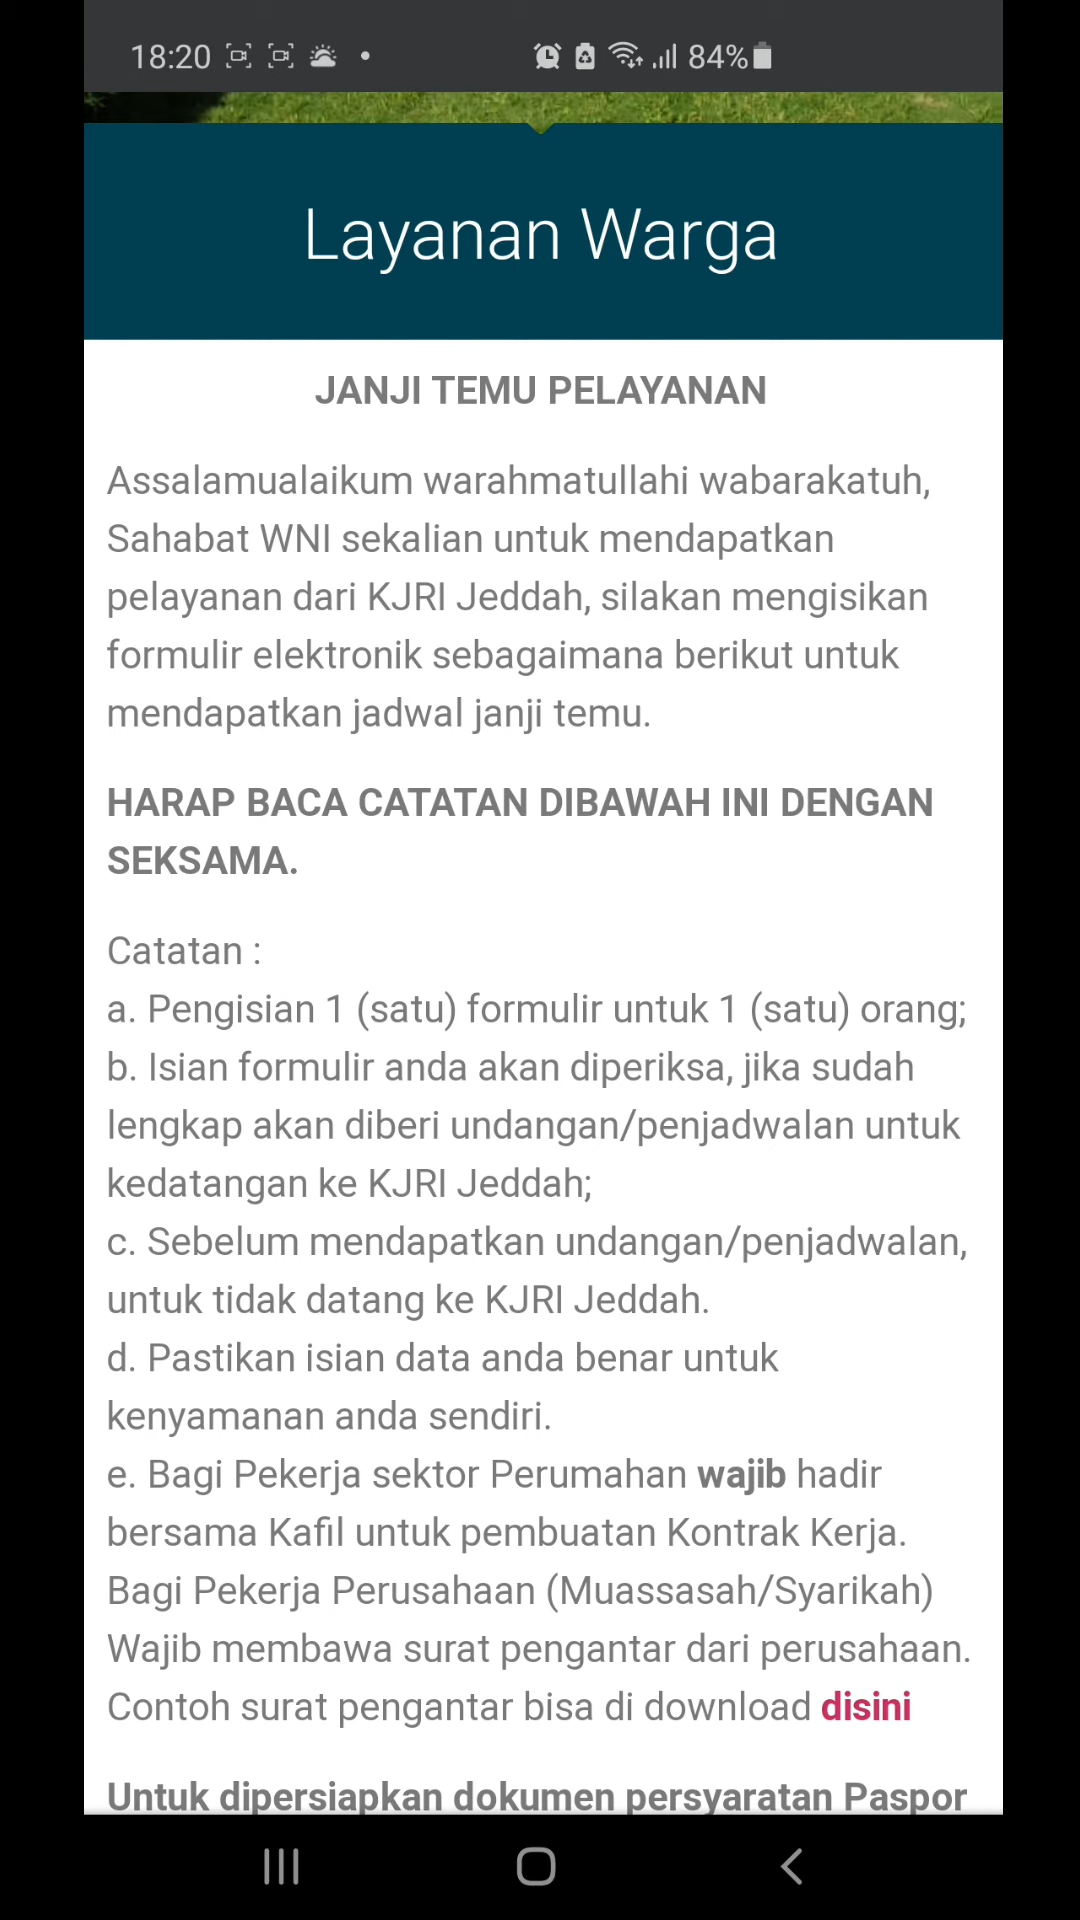 18:20
84%
Layanan Warga
JANJI TEMU PELAYANAN
Assalamualaikum warahmatullahi wabarakatuh,
Sahabat WNI sekalian untuk mendapatkan
pelayanan dari KJRI Jeddah, silakan mengisikan
formulir elektronik sebagaimana berikut untuk
mendapatkan jadwal janji temu.
HARAP BACA CATATAN DIBAWAH INI DENGAN
SEKSAMA.
Catatan :
a. Pengisian 1 (satu) formulir untuk 1 (satu) orang;
b. Isian formulir anda akan diperiksa, jika sudah
lengkap akan diberi undangan/penjadwalan untuk
kedatangan ke KJRI Jeddah;
c. Sebelum mendapatkan undangan/penjadwalan,
untuk tidak datang ke KJRI Jeddah.
d. Pastikan isian data anda benar untuk
kenyamanan anda sendiri.
e. Bagi Pekerja sektor Perumahan wajib hadir
bersama Kafil untuk pembuatan Kontrak Kerja.
Bagi Pekerja Perusahaan (Muassasah/Syarikah)
Wajib membawa surat pengantar dari perusahaan.
Contoh surat pengantar bisa di download disini
Untuk dipersiapkan dokumen persyaratan Paspor